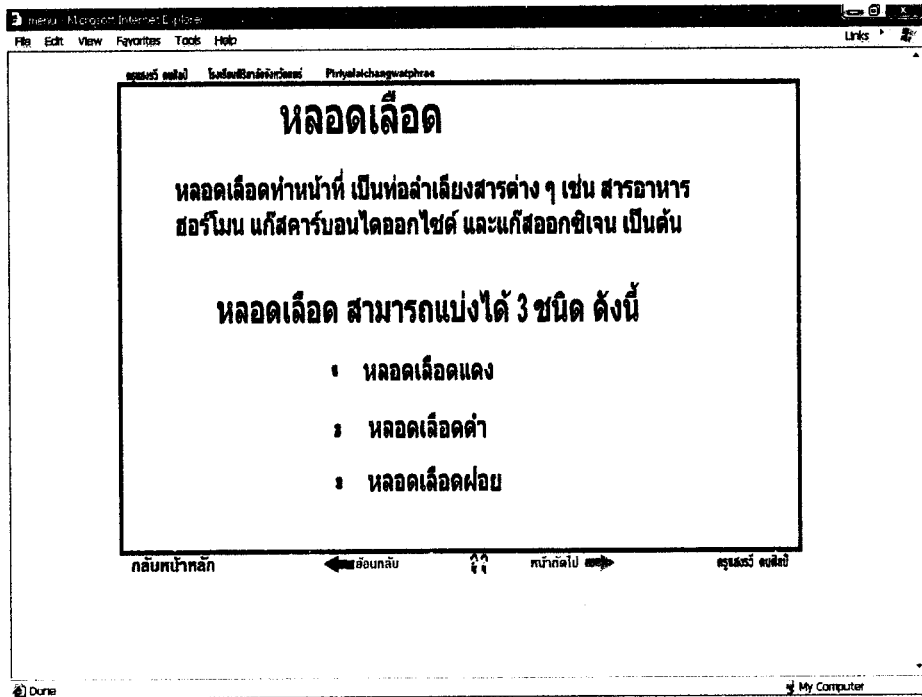 menu - Microsoft Internet Explorer
File Edit View Favorites Tools Help Links
Piriyalaichangwatphrae
หลอดเลือด
หลอดเลือดทำหน้าที่ เป็นท่อลำเลียงสารต่าง ๆ เช่น สารอาหาร
ฮอร์โมน แก๊สคาร์บอนไดออกไซด์ และแก๊สออกซิเจน เป็นต้น
หลอดเลือด สามารถแบ่งได้ 3 ชนิด ดังนี้
1 หลอดเลือดแดง
2 หลอดเลือดดำ
3 หลอดเลือดฝอย
กลับหน้าหลัก ย้อนกลับ หน้าถัดไป
Done My Computer